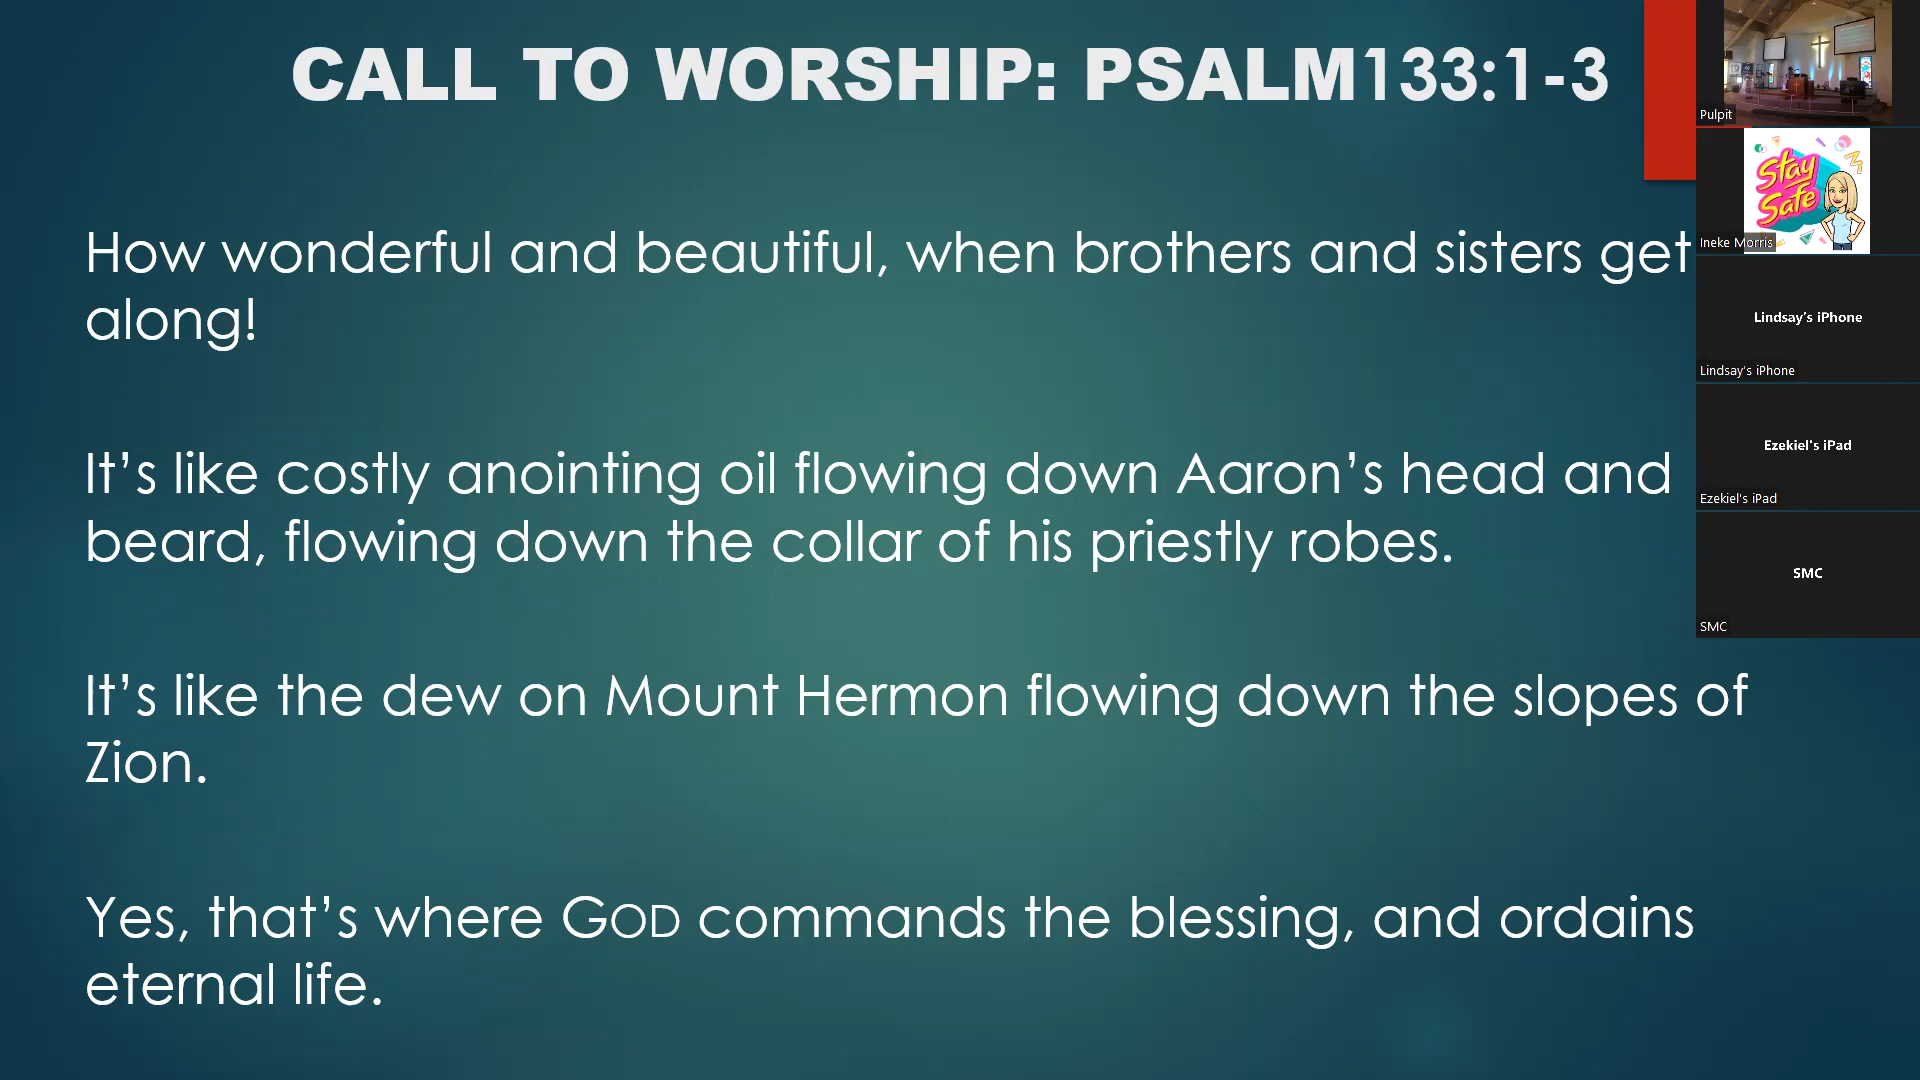 CALL TO WORSHIP: PSALM133:1-3
How wonderful and beautiful, when brothers and sisters get
along!
It’s like costly anointing oil flowing down Aaron’s head and
beard, flowing down the collar of his priestly robes.
It’s like the dew on Mount Hermon flowing down the slopes of
Zion.
Yes, that’s where GOD commands the blessing, and ordains
eternal life.
Pulpit
Stay
Safe
Ineke Morris
Lindsay's iPhone
Lindsay's iPhone
Ezekiel's iPad
Ezekiel's iPad
SMC
SMC